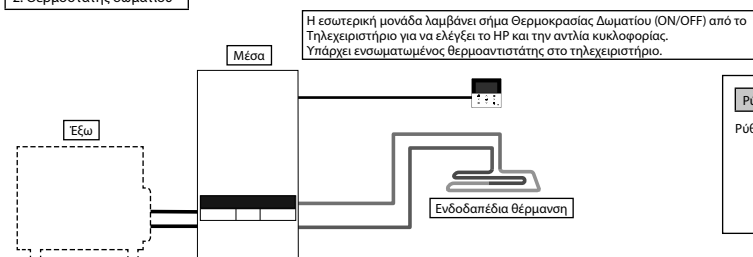 2. Θερμοστάτης δωματίου
Η εσωτερική μονάδα λαμβάνει σήμα Θερμοκρασίας Δωματίου (ON/OFF) από το
Τηλεχειριστήριο για να ελέγξει το HP και την αντλία κυκλοφορίας.
Υπάρχει ενσωματωμένος θερμοαντιστάτης στο τηλεχειριστήριο.
Μέσα
Έξω
Ενδοδαπέδια θέρμανση